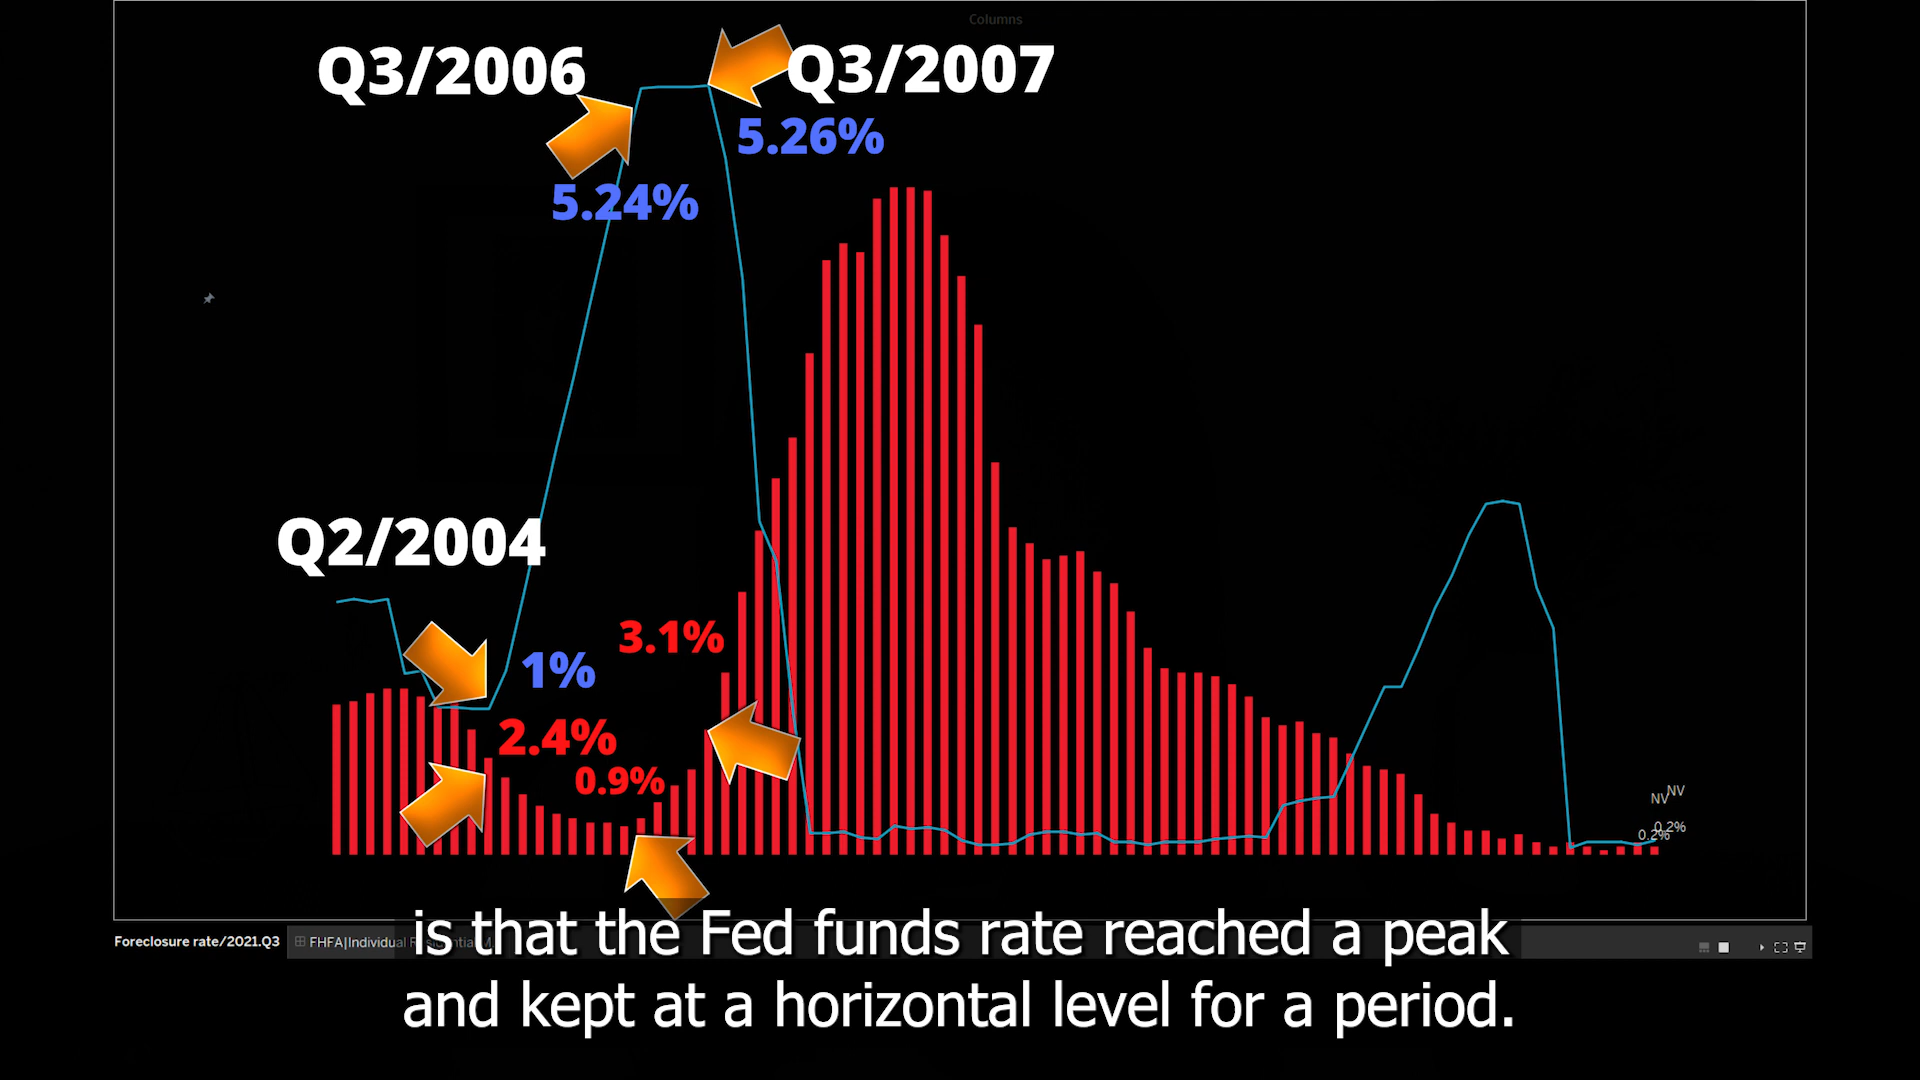 Columns
Q3/2006
Q3/2007
5.26%
5.24%
Q2/2004
3.1%
1%
2.4%
0.9%
NV
NV
0.2%
0.2%
is that the Fed funds rate reached a peak
Foreclosure rate/2021.Q3
FHFA|Individual
and kept at a horizontal level for a period.